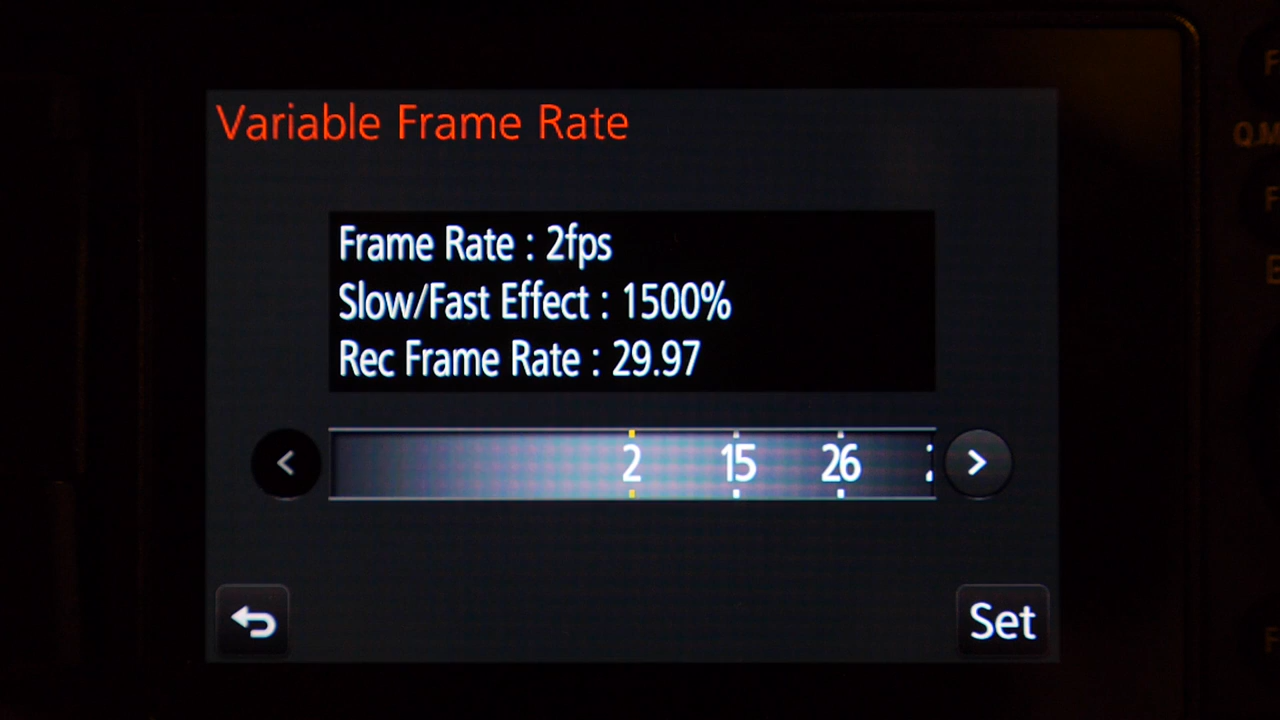 Variable Frame Rate
Frame Rate : 2fps
Slow/Fast Effect : 1500%
Rec Frame Rate : 29.97
2 15 26
Set